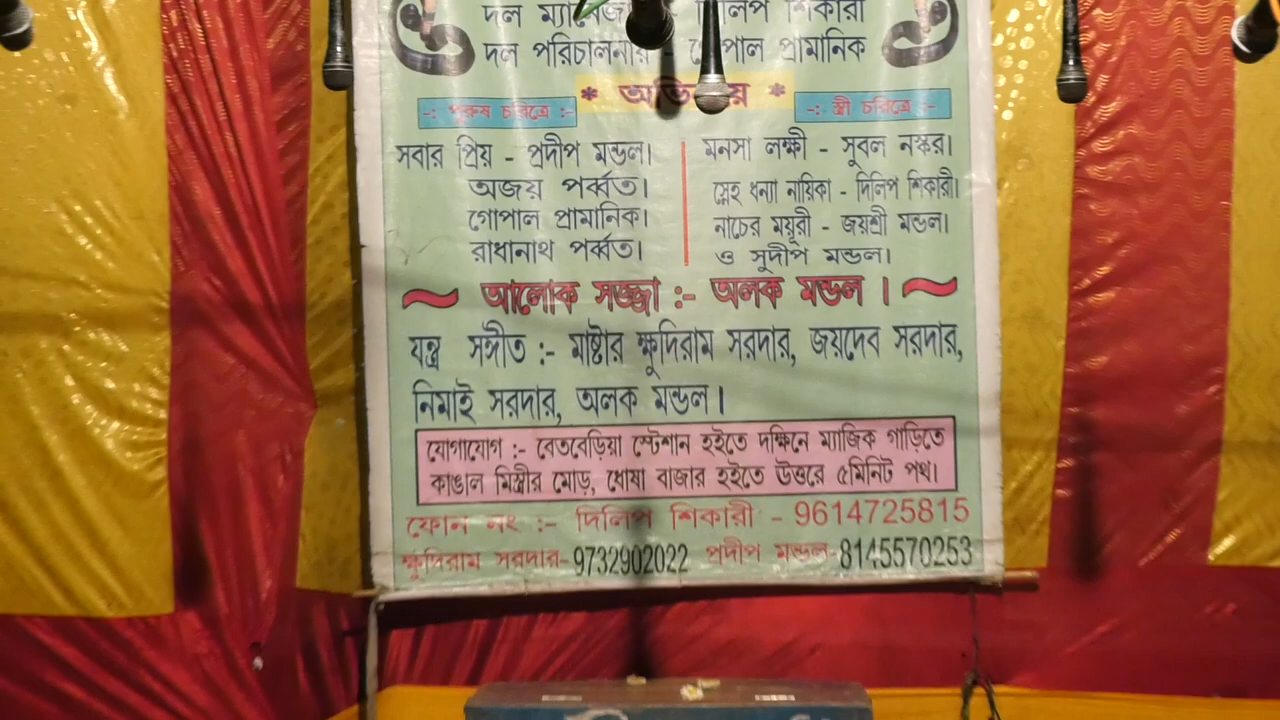 দল ম্যানেজার - দিলিপ শিকারী
দল পরিচালনায় গোপাল প্রামানিক
* অভিনয় *
-: পুরুষ চরিত্রে :-
-: স্ত্রী চরিত্রে :-
সবার প্রিয় - প্রদীপ মন্ডল।
অজয় পর্ব্বত।
গোপাল প্রামানিক।
রাধানাথ পর্ব্বত।
মনসা লক্ষী - সুবল নস্কর।
স্নেহ ধন্যা নায়িকা - দিলিপ শিকারী।
নাচের ময়ূরী - জয়শ্রী মন্ডল।
ও সুদীপ মন্ডল।
আলোক সজ্জা :- অলক মন্ডল ।
যন্ত্র সঙ্গীত :- মাষ্টার ক্ষুদিরাম সরদার, জয়দেব সরদার,
নিমাই সরদার, অলক মন্ডল ।
যোগাযোগ :- বেতবেড়িয়া স্টেশান হইতে দক্ষিনে ম্যাজিক গাড়িতে
কাঙাল মিস্ত্রীর মোড়, ধোষা বাজার হইতে উত্তরে ৫মিনিট পথ।
ফোন নং :- দিলিপ শিকারী - 9614725815
ক্ষুদিরাম সরদার-9732902022 প্রদীপ মন্ডল-8145570253